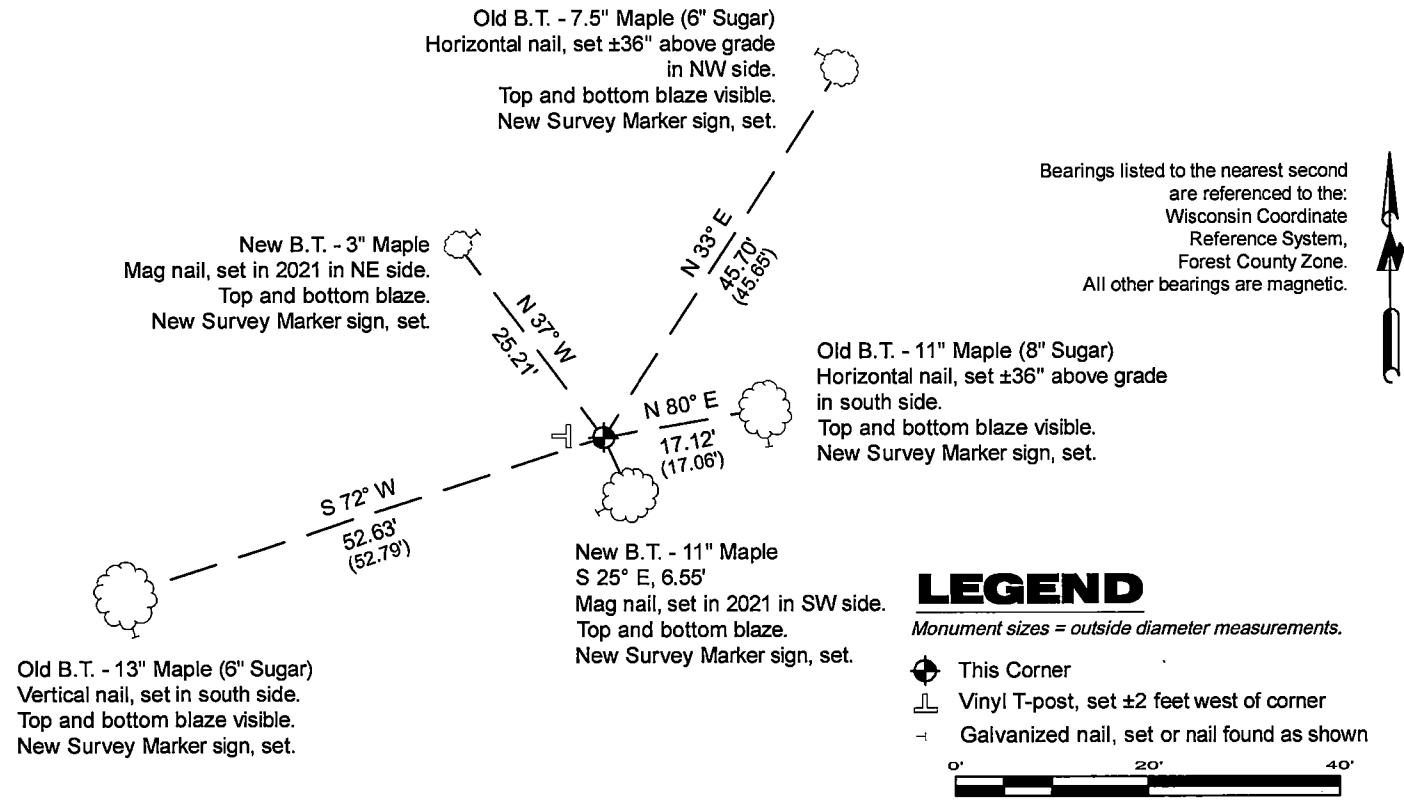 Old B.T. - 7.5" Maple (6" Sugar)
Horizontal nail, set ±36" above grade
in NW side.
Top and bottom blaze visible.
New Survey Marker sign, set.
Bearings listed to the nearest second
are referenced to the:
Wisconsin Coordinate
Reference System,
Forest County Zone.
All other bearings are magnetic.
N
New B.T. - 3" Maple
Mag nail, set in 2021 in NE side.
Top and bottom blaze.
New Survey Marker sign, set.
N 33° E
45.70'
(45.65')
N 37° W
25.21'
Old B.T. - 11" Maple (8" Sugar)
Horizontal nail, set ±36" above grade
in south side.
Top and bottom blaze visible.
New Survey Marker sign, set.
N 80° E
17.12'
(17.06')
S 72° W
52.63'
(52.79')
New B.T. - 11" Maple
S 25° E, 6.55'
Mag nail, set in 2021 in SW side.
Top and bottom blaze.
New Survey Marker sign, set.
Old B.T. - 13" Maple (6" Sugar)
Vertical nail, set in south side.
Top and bottom blaze visible.
New Survey Marker sign, set.
LEGEND
Monument sizes = outside diameter measurements.
This Corner
Vinyl T-post, set ±2 feet west of corner
Galvanized nail, set or nail found as shown
0' 20' 40'